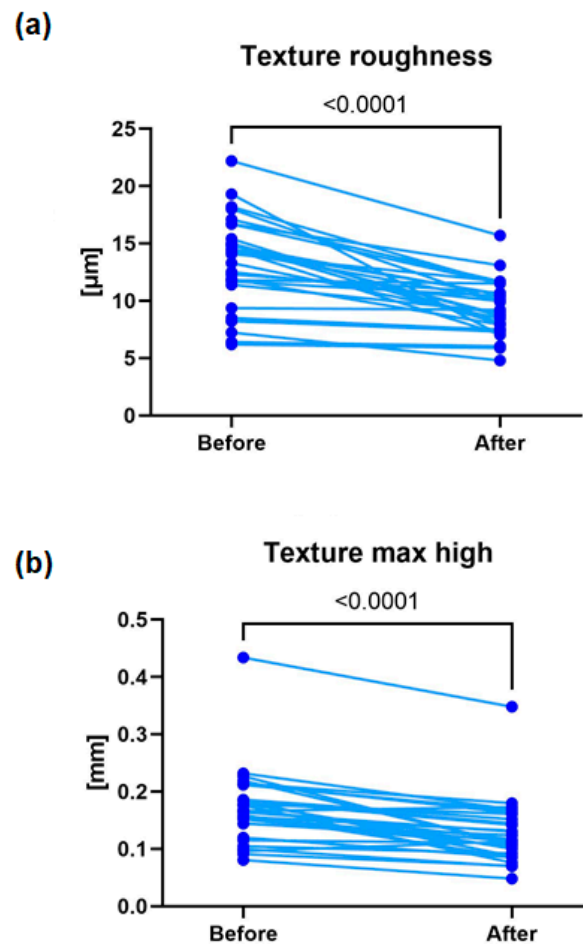 (a)
Texture roughness
<0.0001
25
20
15
10
5
0
[µm]
Before After
(b)
Texture max high
<0.0001
0.5
0.4
0.3
0.2
0.1
0.0
[mm]
Before After